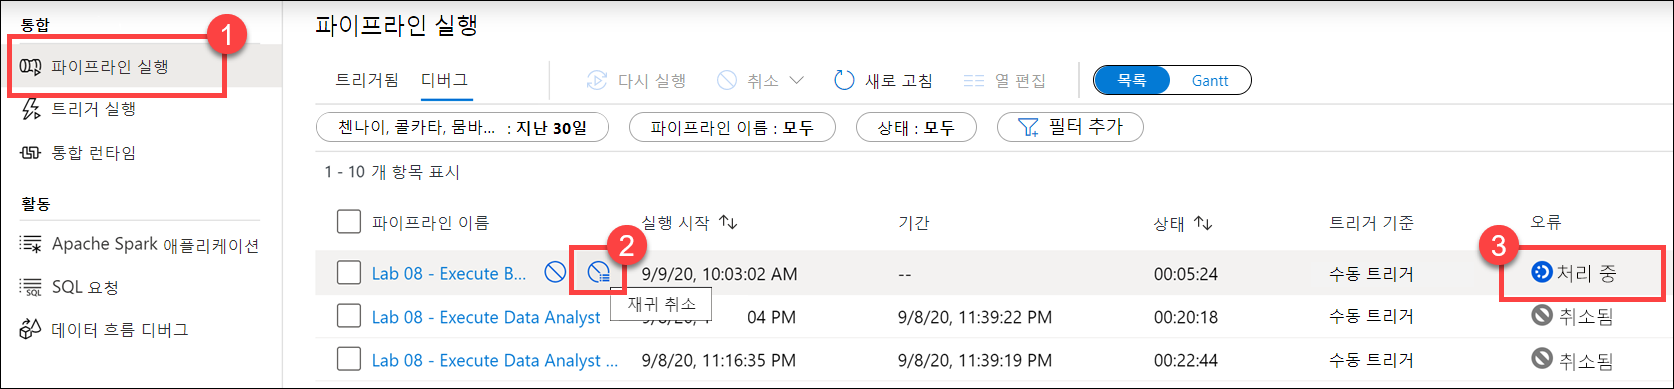 통합
1
파이프라인 실행
트리거 실행
통합 런타임
활동
Apache Spark 애플리케이션
SQL 요청
데이터 흐름 디버그
파이프라인 실행
트리거됨 디버그 다시 실행 취소 새로 고침 열 편집 목록 Gantt
첸나이, 콜카타, 뭄바... : 지난 30일 파이프라인 이름 : 모두 상태 : 모두 필터 추가
1 - 10 개 항목 표시
파이프라인 이름 실행 시작 기간 상태 트리거 기준 오류
2 3
Lab 08 - Execute B... 9/9/20, 10:03:02 AM -- 00:05:24 수동 트리거 처리 중
재귀 취소
Lab 08 - Execute Data Analyst 04 PM 9/8/20, 11:39:22 PM 00:20:18 수동 트리거 취소됨
Lab 08 - Execute Data Analyst ... 9/8/20, 11:16:35 PM 9/8/20, 11:39:19 PM 00:22:44 수동 트리거 취소됨